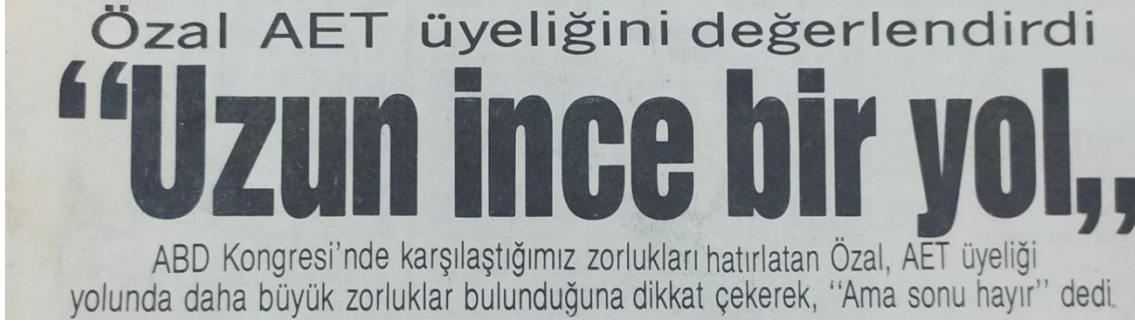 Özal AET üyeliğini değerlendirdi
“Uzun ince bir yol,,
ABD Kongresi'nde karşılaştığımız zorlukları hatırlatan Özal, AET üyeliği
yolunda daha büyük zorluklar bulunduğuna dikkat çekerek, “Ama sonu hayır” dedi.